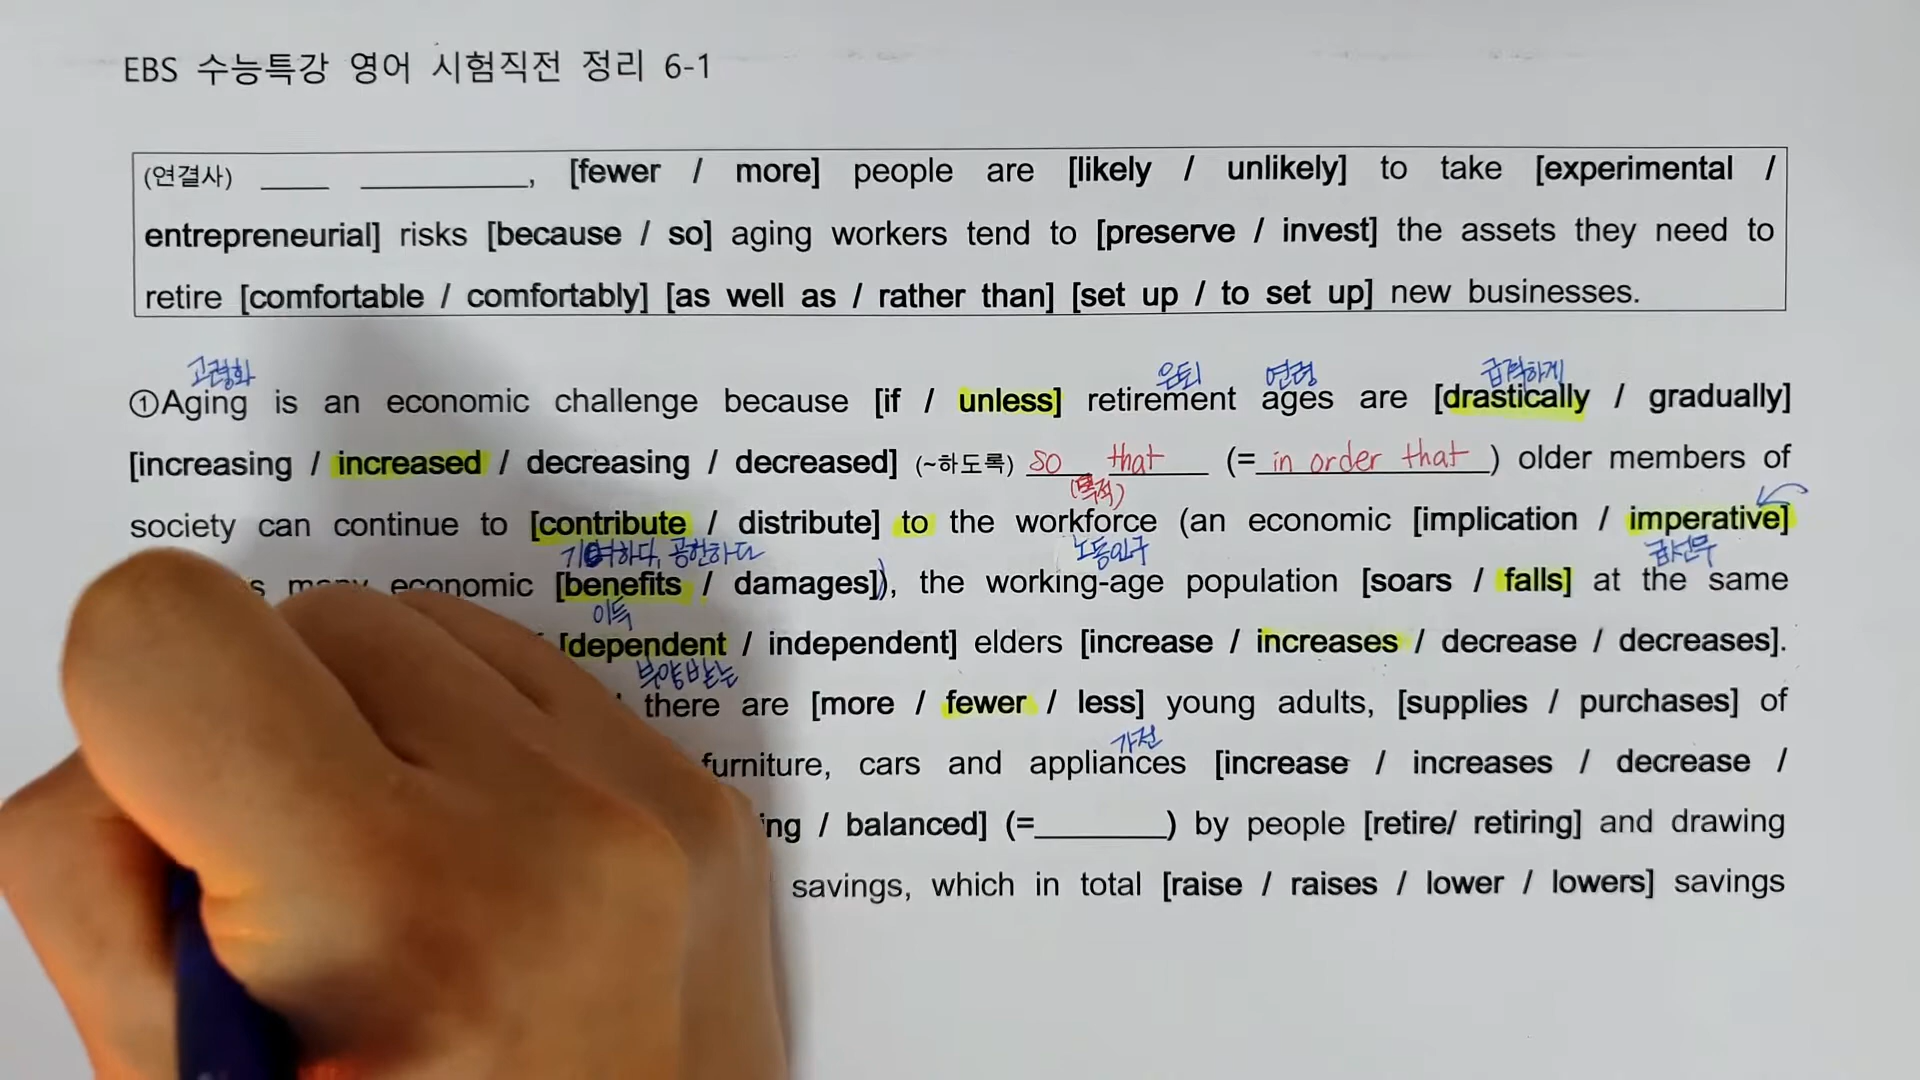 EBS 수능특강 영어 시험직전 정리 6-1
(연결사) ____ __________, [fewer / more] people are [likely / unlikely] to take [experimental /
entrepreneurial] risks [because / so] aging workers tend to [preserve / invest] the assets they need to
retire [comfortable / comfortably] [as well as / rather than] [set up / to set up] new businesses.
고령화 은퇴 연령 급격하게
①Aging is an economic challenge because [if / unless] retirement ages are [drastically / gradually]
[increasing / increased / decreasing / decreased] (~하도록) so that (= in order that ) older members of
(목적)
society can continue to [contribute / distribute] to the workforce (an economic [implication / imperative]
기여하다, 공헌하다 노동인구 급선무
many economic [benefits / damages]), the working-age population [soars / falls] at the same
이득
[dependent / independent] elders [increase / increases / decrease / decreases].
부양받는
there are [more / fewer / less] young adults, [supplies / purchases] of
가전
furniture, cars and appliances [increase / increases / decrease /
/ balanced] (=_______) by people [retire/ retiring] and drawing
savings, which in total [raise / raises / lower / lowers] savings